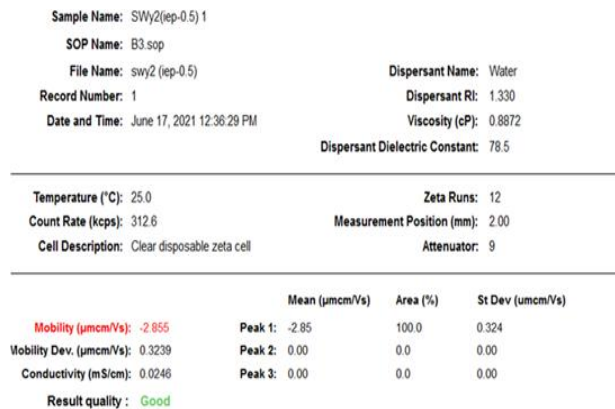 Sample Name: SWy2(iep-0.5) 1
SOP Name: B3.sop
File Name: swy2 (iep-0.5) Dispersant Name: Water
Record Number: 1 Dispersant RI: 1.330
Date and Time: June 17, 2021 12:36:29 PM Viscosity (cP): 0.8872
Dispersant Dielectric Constant: 78.5
Temperature (°C): 25.0 Zeta Runs: 12
Count Rate (kcps): 312.6 Measurement Position (mm): 2.00
Cell Description: Clear disposable zeta cell Attenuator: 9
Mean (µmcm/Vs) Area (%) St Dev (umcm/Vs)
Mobility (µmcm/Vs): -2.855 Peak 1: -2.85 100.0 0.324
Mobility Dev. (µmcm/Vs): 0.3239 Peak 2: 0.00 0.0 0.00
Conductivity (mS/cm): 0.0246 Peak 3: 0.00 0.0 0.00
Result quality : Good